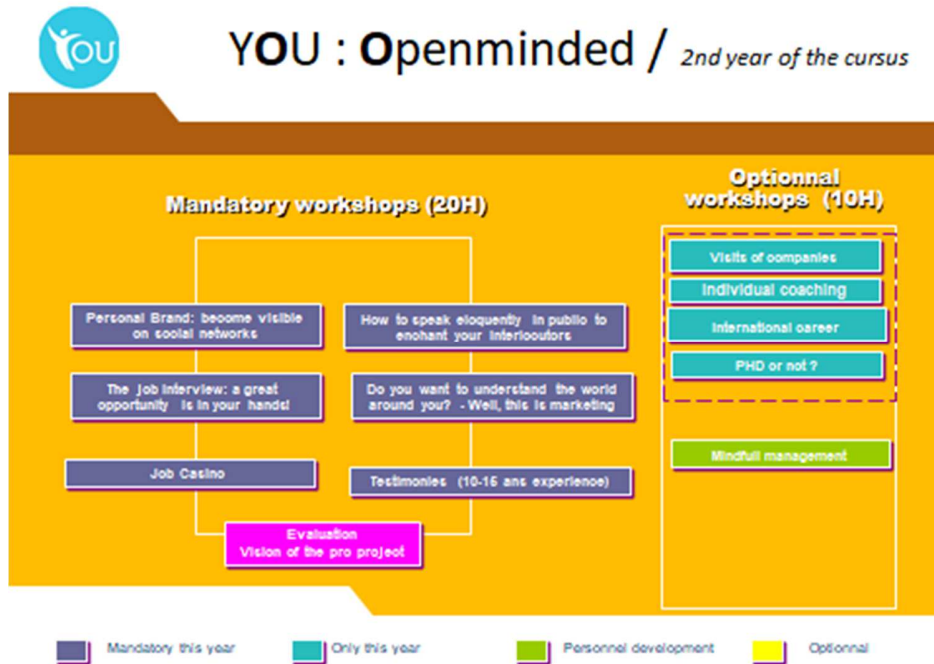 YOU
YOU : Openminded / 2nd year of the cursus
Mandatory workshops (20H)
Optionnal
workshops (10H)
Personal Brand: become visible
on social networks
How to speak eloquently in public to
enchant your interlocutors
The job interview: a great
opportunity is in your hands!
Do you want to understand the world
around you? - Well, this is marketing
Job Casino
Testimonies (10-15 ans experience)
Evaluation
Vision of the pro project
Visits of companies
Individual coaching
International career
PHD or not ?
Mindfull management
Mandatory this year
Only this year
Personnel development
Optionnal